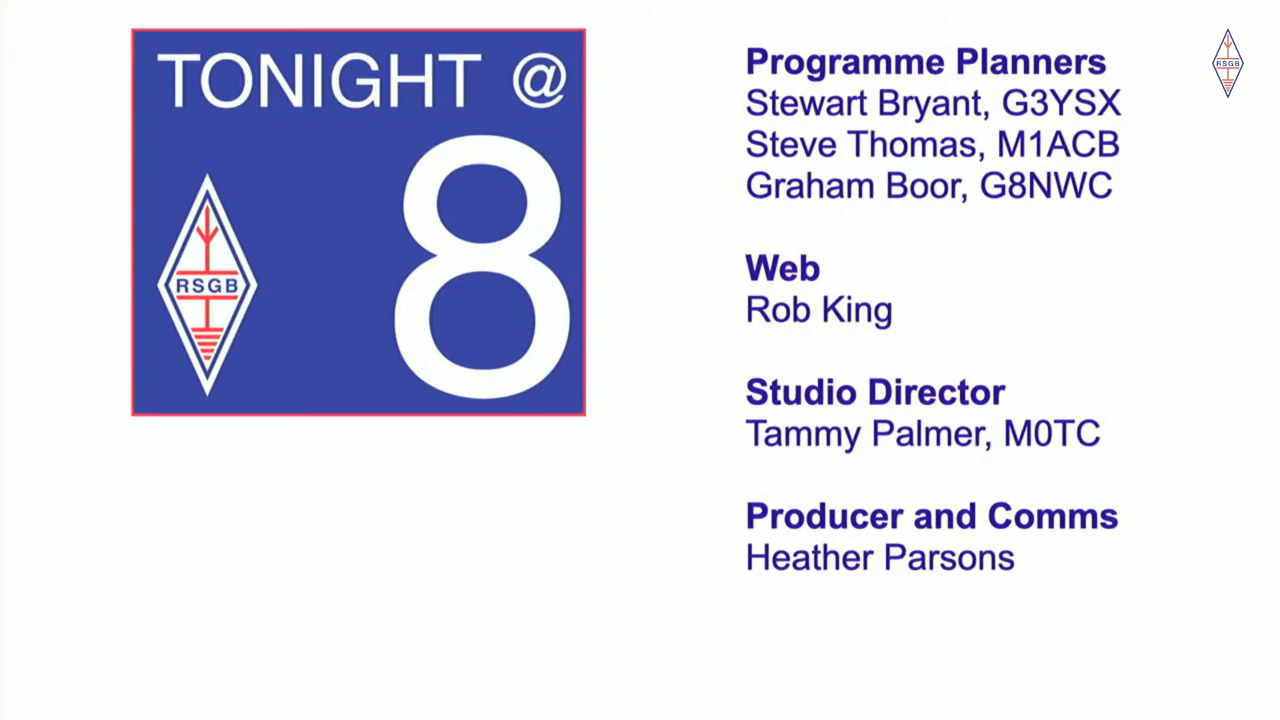 TONIGHT @
8
RSGB
Programme Planners
Stewart Bryant, G3YSX
Steve Thomas, M1ACB
Graham Boor, G8NWC
Web
Rob King
Studio Director
Tammy Palmer, M0TC
Producer and Comms
Heather Parsons
RSGB